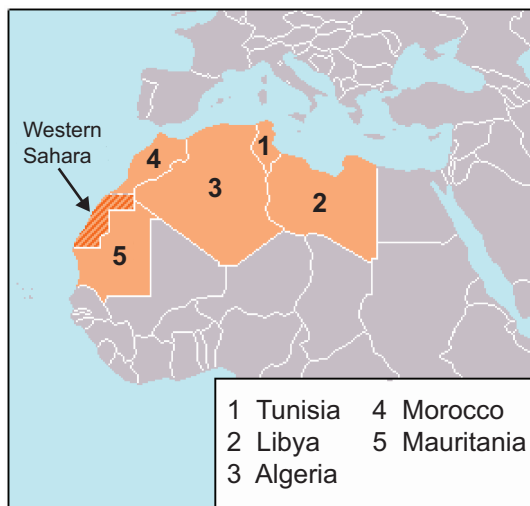 Western
Sahara
1
4
3
2
5
1 Tunisia 4 Morocco
2 Libya 5 Mauritania
3 Algeria